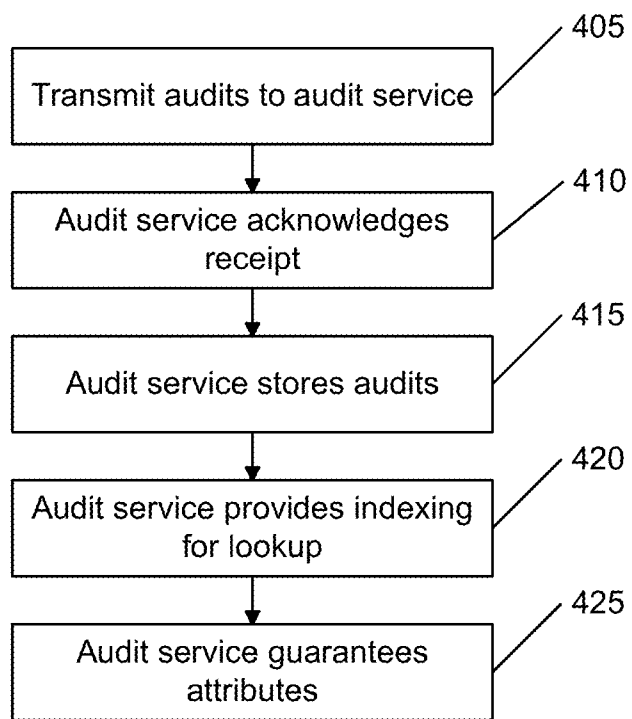 405
Transmit audits to audit service
410
Audit service acknowledges
receipt
415
Audit service stores audits
420
Audit service provides indexing
for lookup
425
Audit service guarantees
attributes